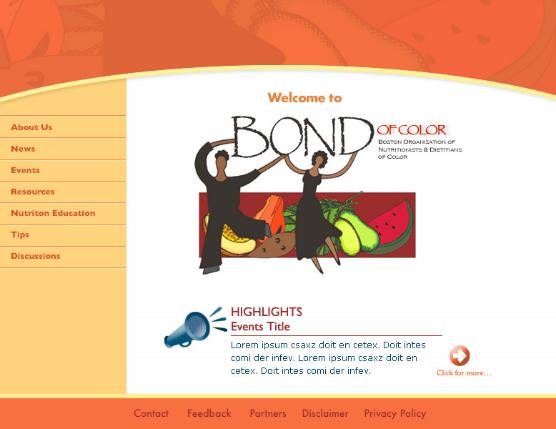 Welcome to
BOND OF COLOR
BOSTON ORGANIZATION OF
NUTRITIONISTS & DIETITIANS
OF COLOR
About Us
News
Events
Resources
Nutriton Education
Tips
Discussions
HIGHLIGHTS
Events Title
Lorem ipsum csaxz doit en cetex. Doit intes
comi der infev. Lorem ipsum csaxz doit en
cetex. Doit intes comi der infev.
Click for more...
Contact Feedback Partners Disclaimer Privacy Policy